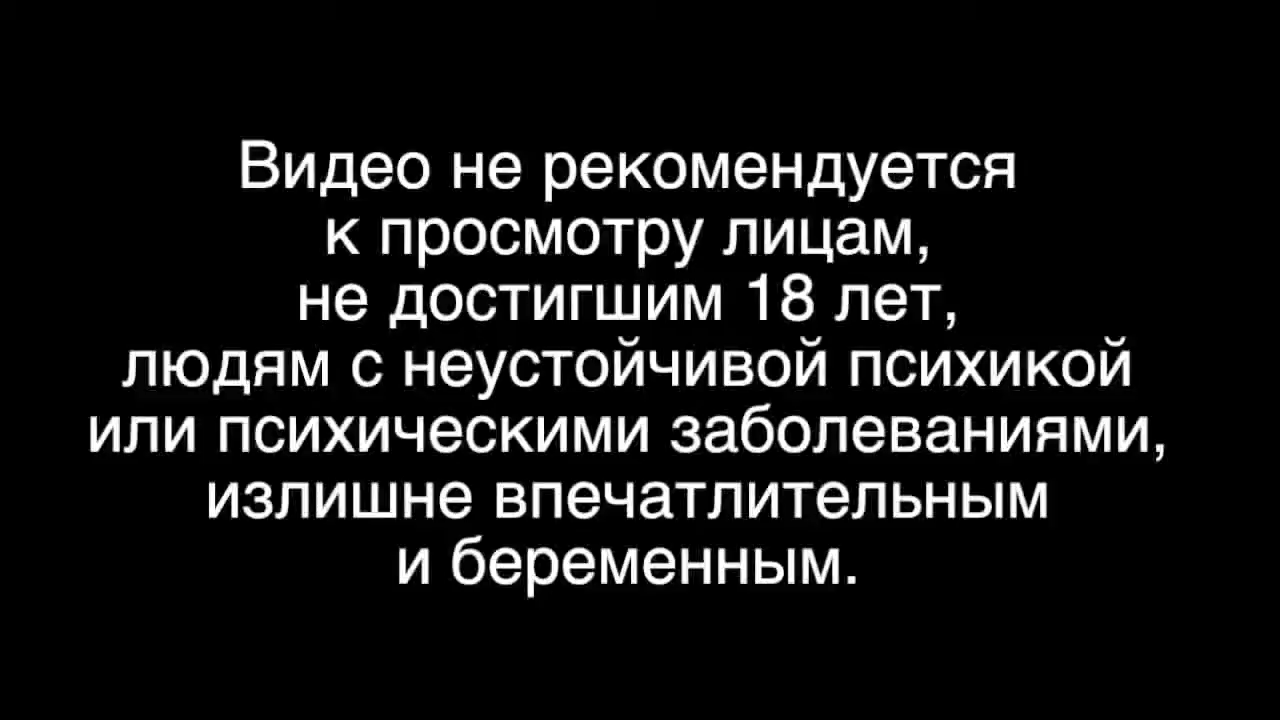 Видео не рекомендуется
к просмотру лицам,
не достигшим 18 лет,
людям с неустойчивой психикой
или психическими заболеваниями,
излишне впечатлительным
и беременным.